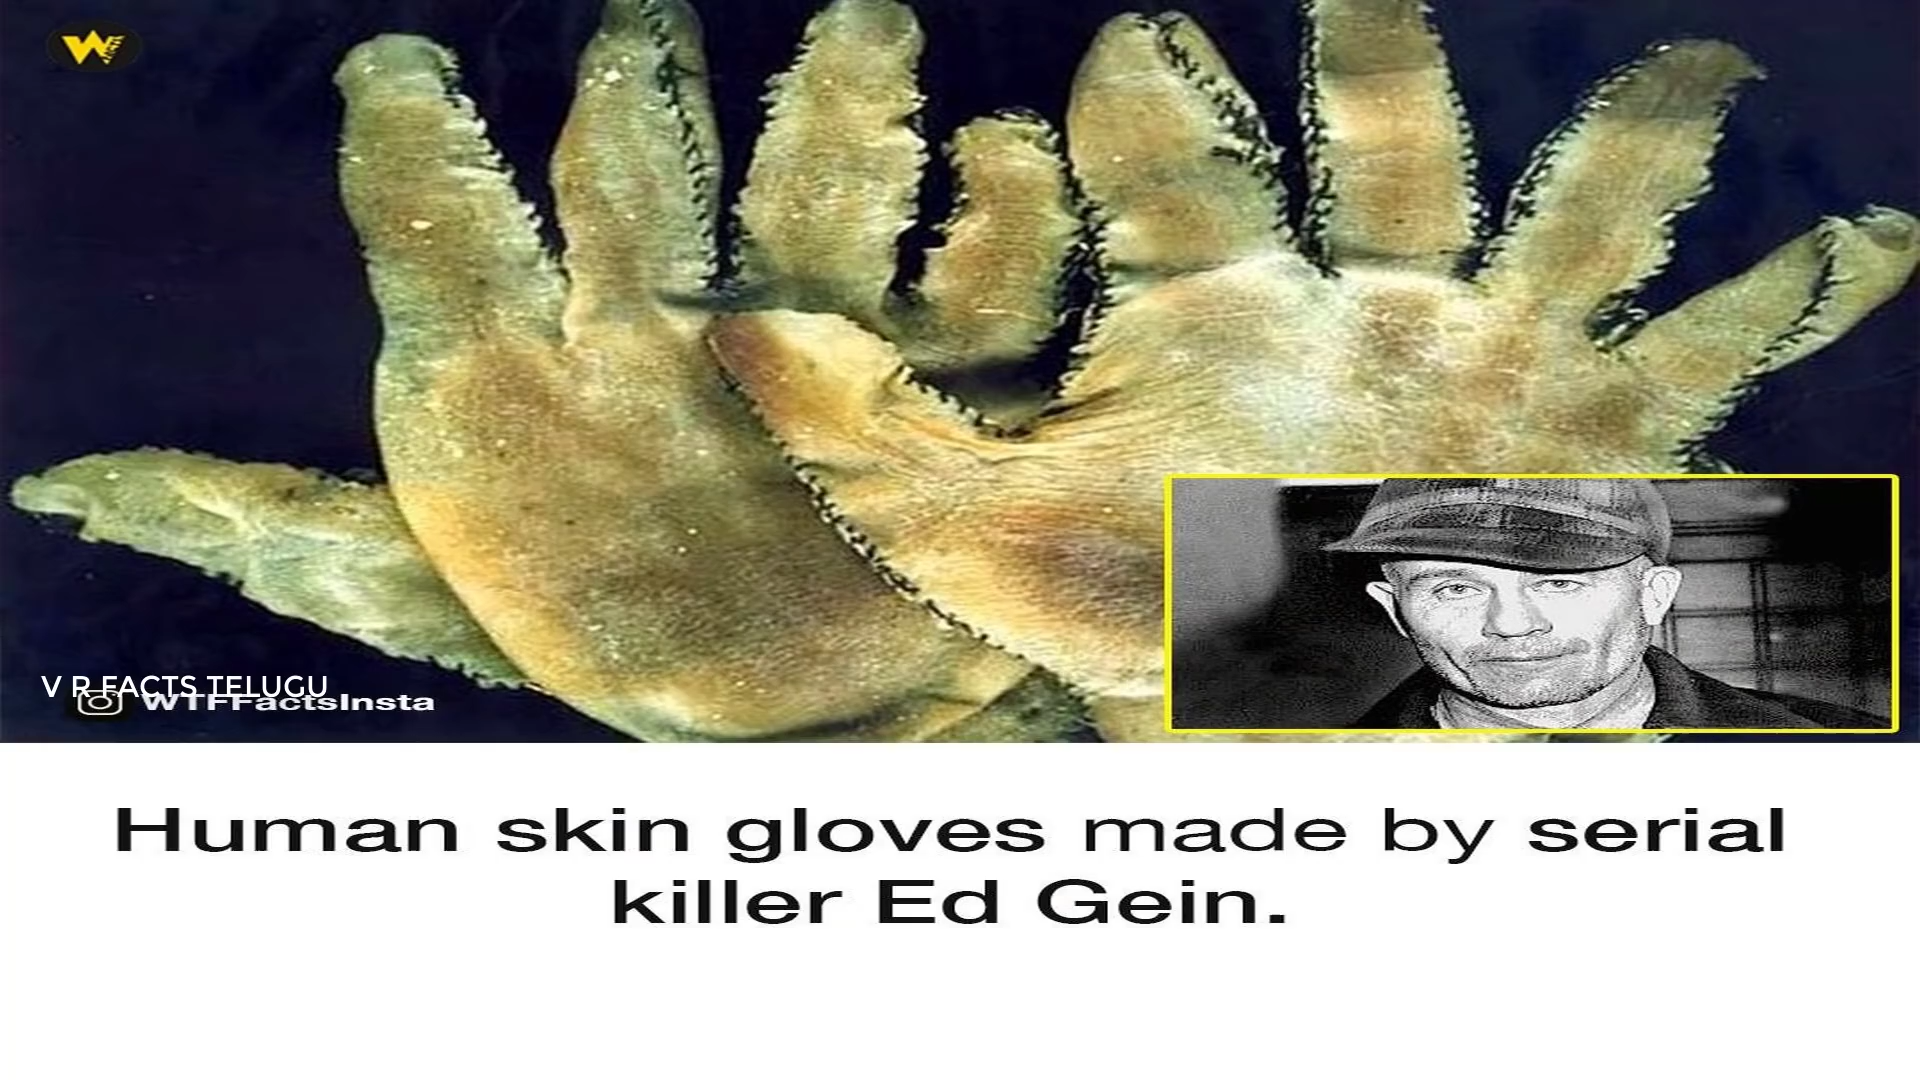 W
V R FACTS TELUGU
WTFFactsInsta
Human skin gloves made by serial
killer Ed Gein.